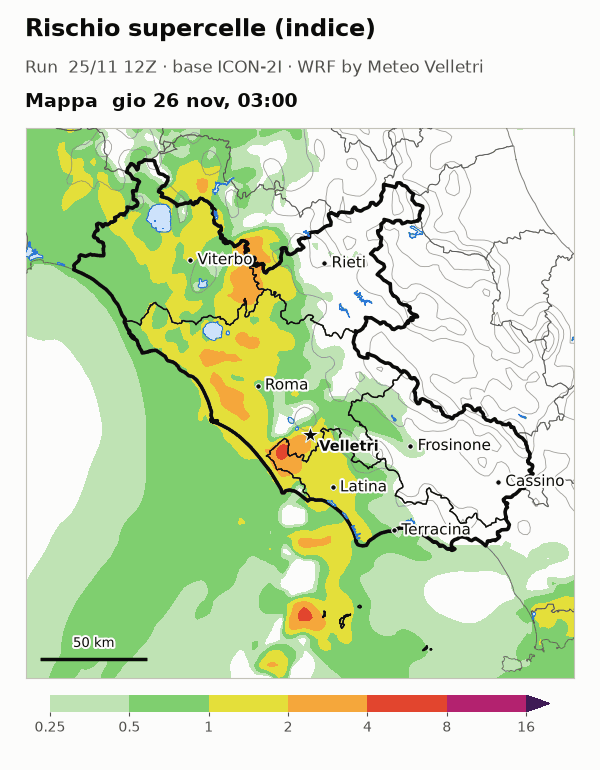 Rischio supercelle (indice)
Run 25/11 12Z · base ICON-2I · WRF by Meteo Velletri
Mappa gio 26 nov, 03:00
Viterbo
Rieti
Roma
Velletri
Frosinone
Latina
Cassino
Terracina
50 km
0.25 0.5 1 2 4 8 16